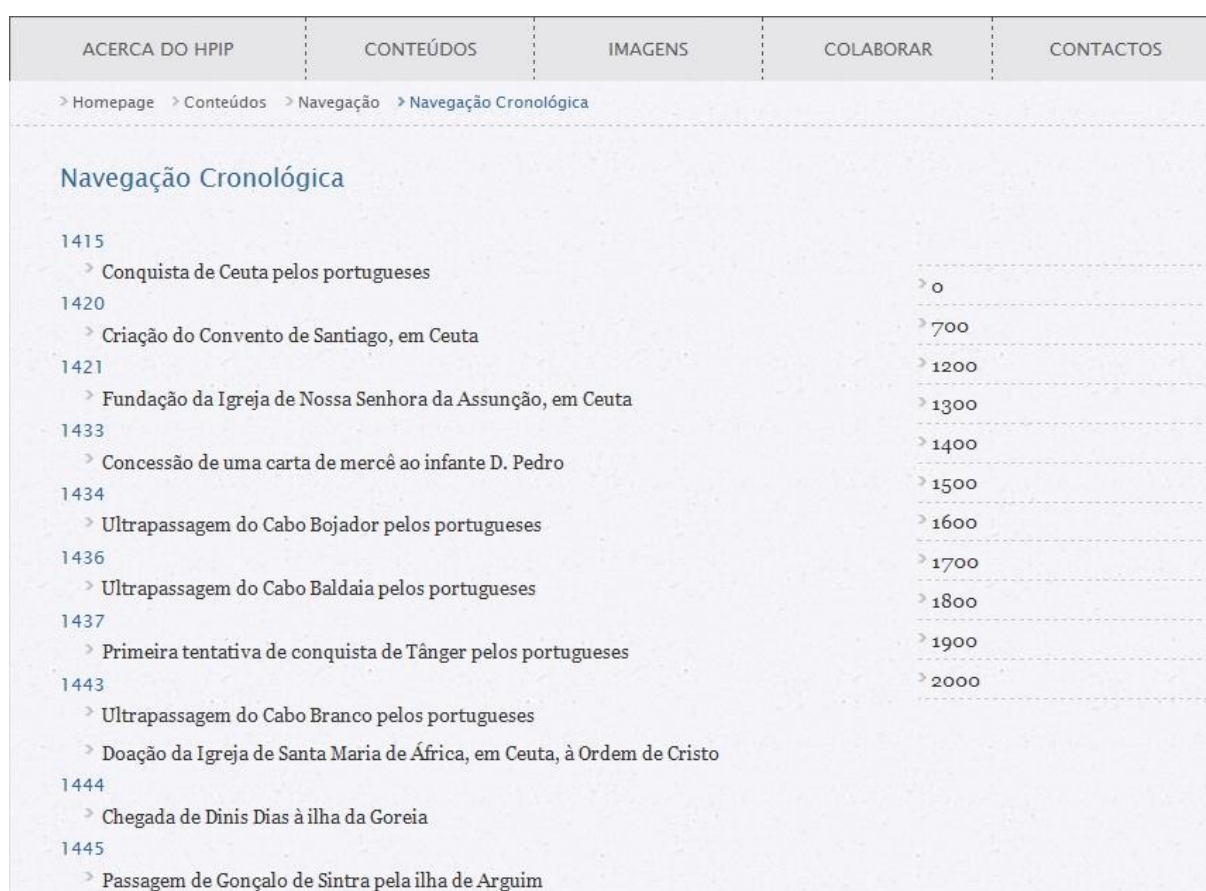 ACERCA DO HPIP
CONTEÚDOS
IMAGENS
COLABORAR
CONTACTOS
> Homepage > Conteúdos > Navegação > Navegação Cronológica
Navegação Cronológica
1415
> Conquista de Ceuta pelos portugueses
1420
> Criação do Convento de Santiago, em Ceuta
1421
> Fundação da Igreja de Nossa Senhora da Assunção, em Ceuta
1433
> Concessão de uma carta de mercê ao infante D. Pedro
1434
> Ultrapassagem do Cabo Bojador pelos portugueses
1436
> Ultrapassagem do Cabo Baldaia pelos portugueses
1437
> Primeira tentativa de conquista de Tânger pelos portugueses
1443
> Ultrapassagem do Cabo Branco pelos portugueses
> Doação da Igreja de Santa Maria de África, em Ceuta, à Ordem de Cristo
1444
> Chegada de Dinis Dias à ilha da Goreia
1445
> Passagem de Gonçalo de Sintra pela ilha de Arguim
> 0
> 700
> 1200
> 1300
> 1400
> 1500
> 1600
> 1700
> 1800
> 1900
> 2000